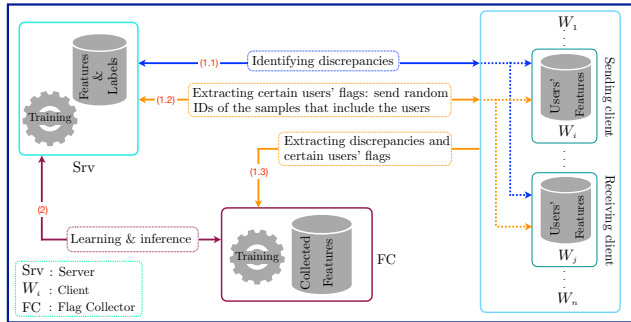 Features
&
Labels
Training
Srv
(1.1)
Identifying discrepancies
(1.2)
Extracting certain users' flags: send random
IDs of the samples that include the users
Extracting discrepancies and
certain users' flags
(1.3)
(2)
Learning & inference
Training
Collected
Features
FC
W₁
Users'
Features
Wᵢ
Sending client
Users'
Features
Wⱼ
Receiving client
Wₙ
Srv : Server
Wᵢ : Client
FC : Flag Collector